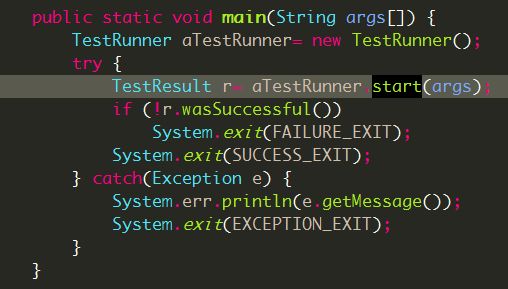 public static void main(String args[]) {
TestRunner aTestRunner= new TestRunner();
try {
TestResult r= aTestRunner.start(args);
if (!r.wasSuccessful())
System.exit(FAILURE_EXIT);
System.exit(SUCCESS_EXIT);
} catch(Exception e) {
System.err.println(e.getMessage());
System.exit(EXCEPTION_EXIT);
}
}